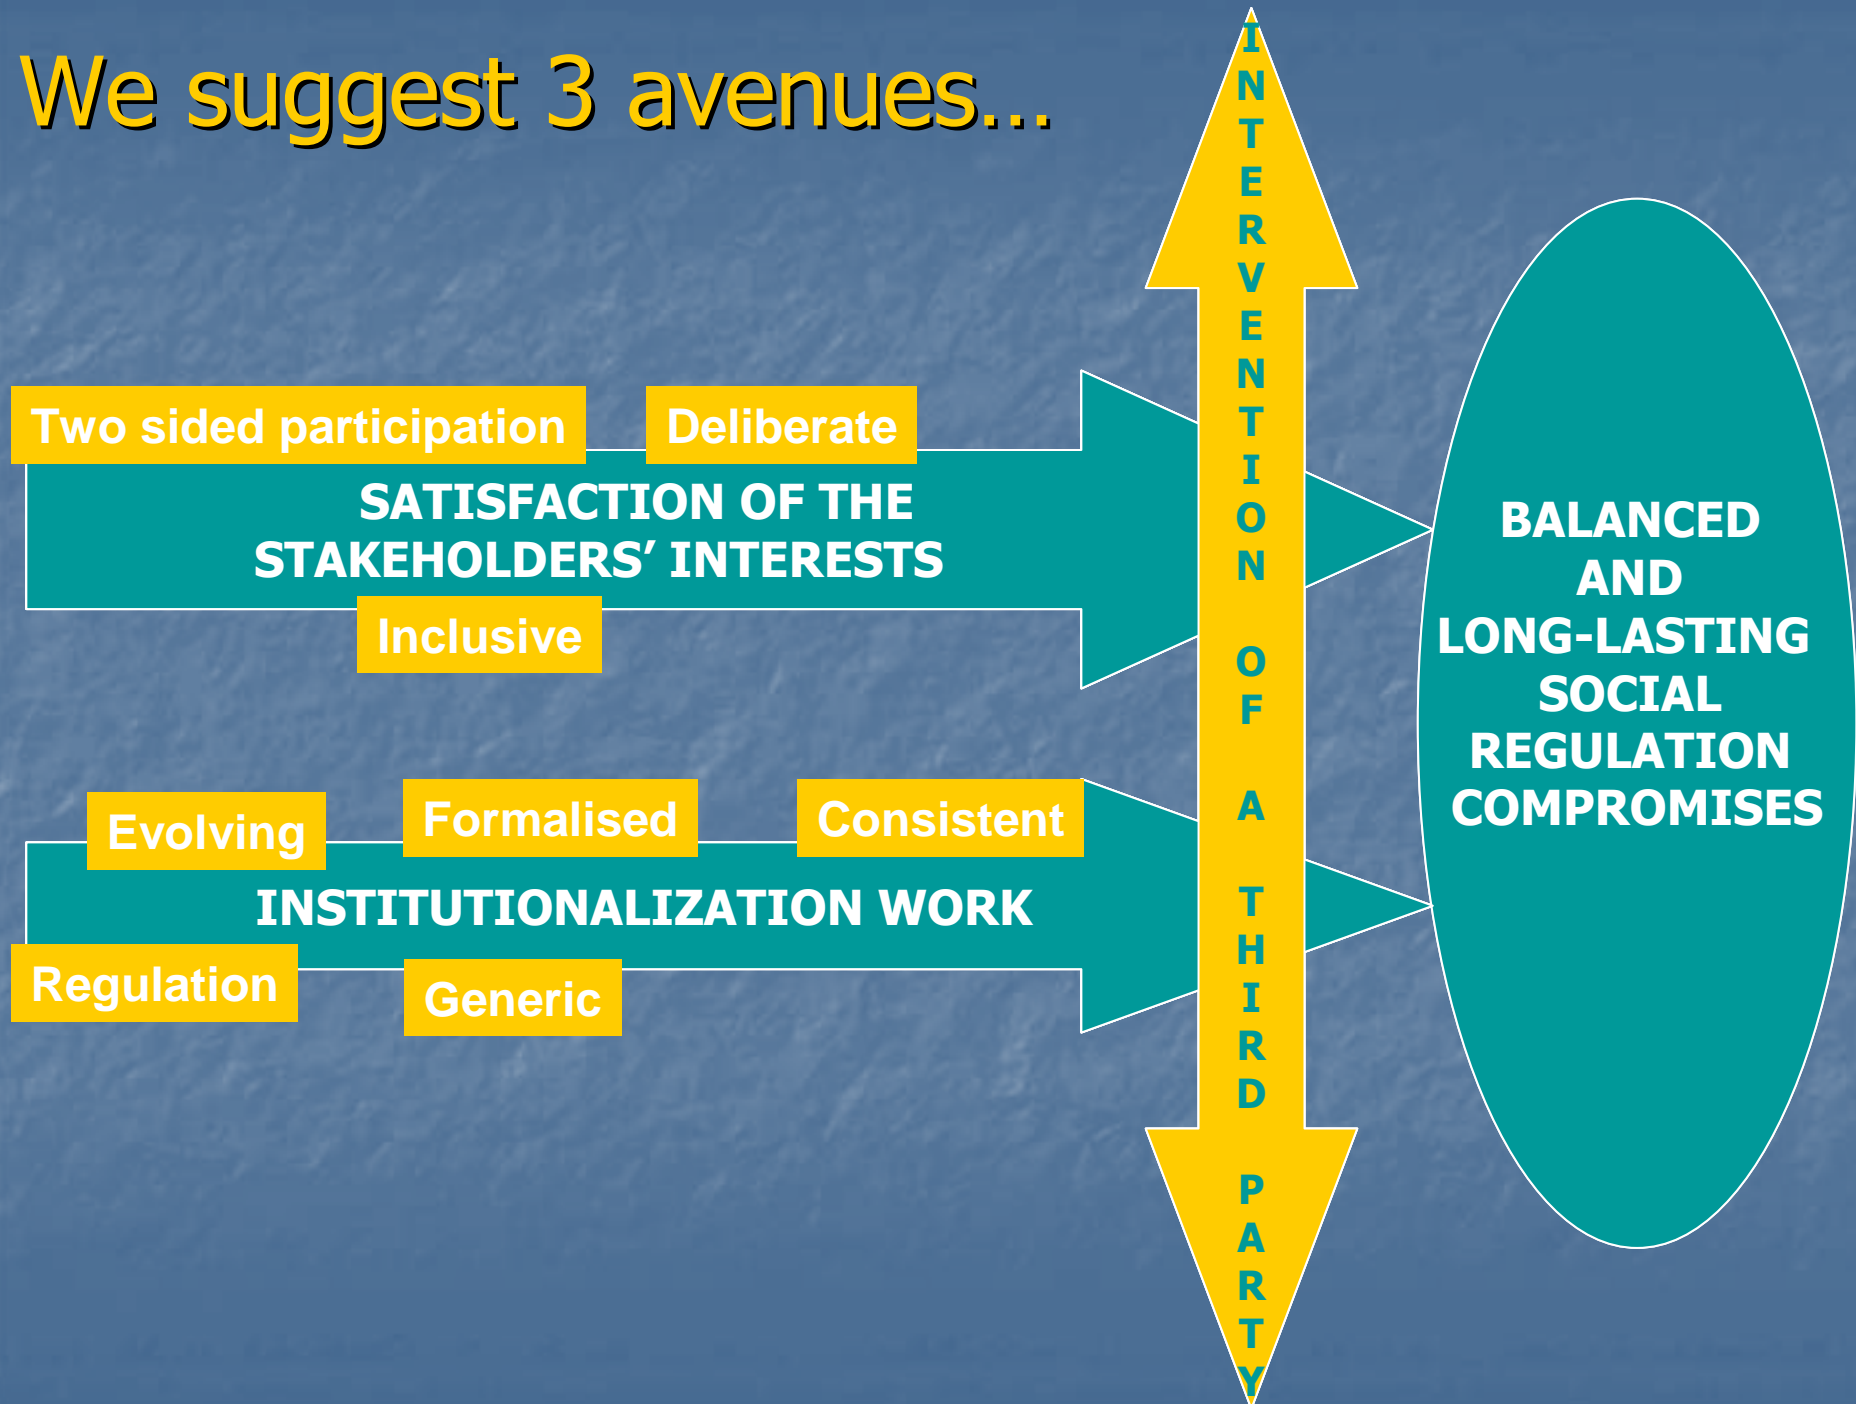 We suggest 3 avenues...
Two sided participation
Deliberate
SATISFACTION OF THE
STAKEHOLDERS’ INTERESTS
Inclusive
Evolving
Formalised
Consistent
INSTITUTIONALIZATION WORK
Regulation
Generic
INTERVENTION OF A THIRD PARTY
BALANCED
AND
LONG-LASTING
SOCIAL
REGULATION
COMPROMISES